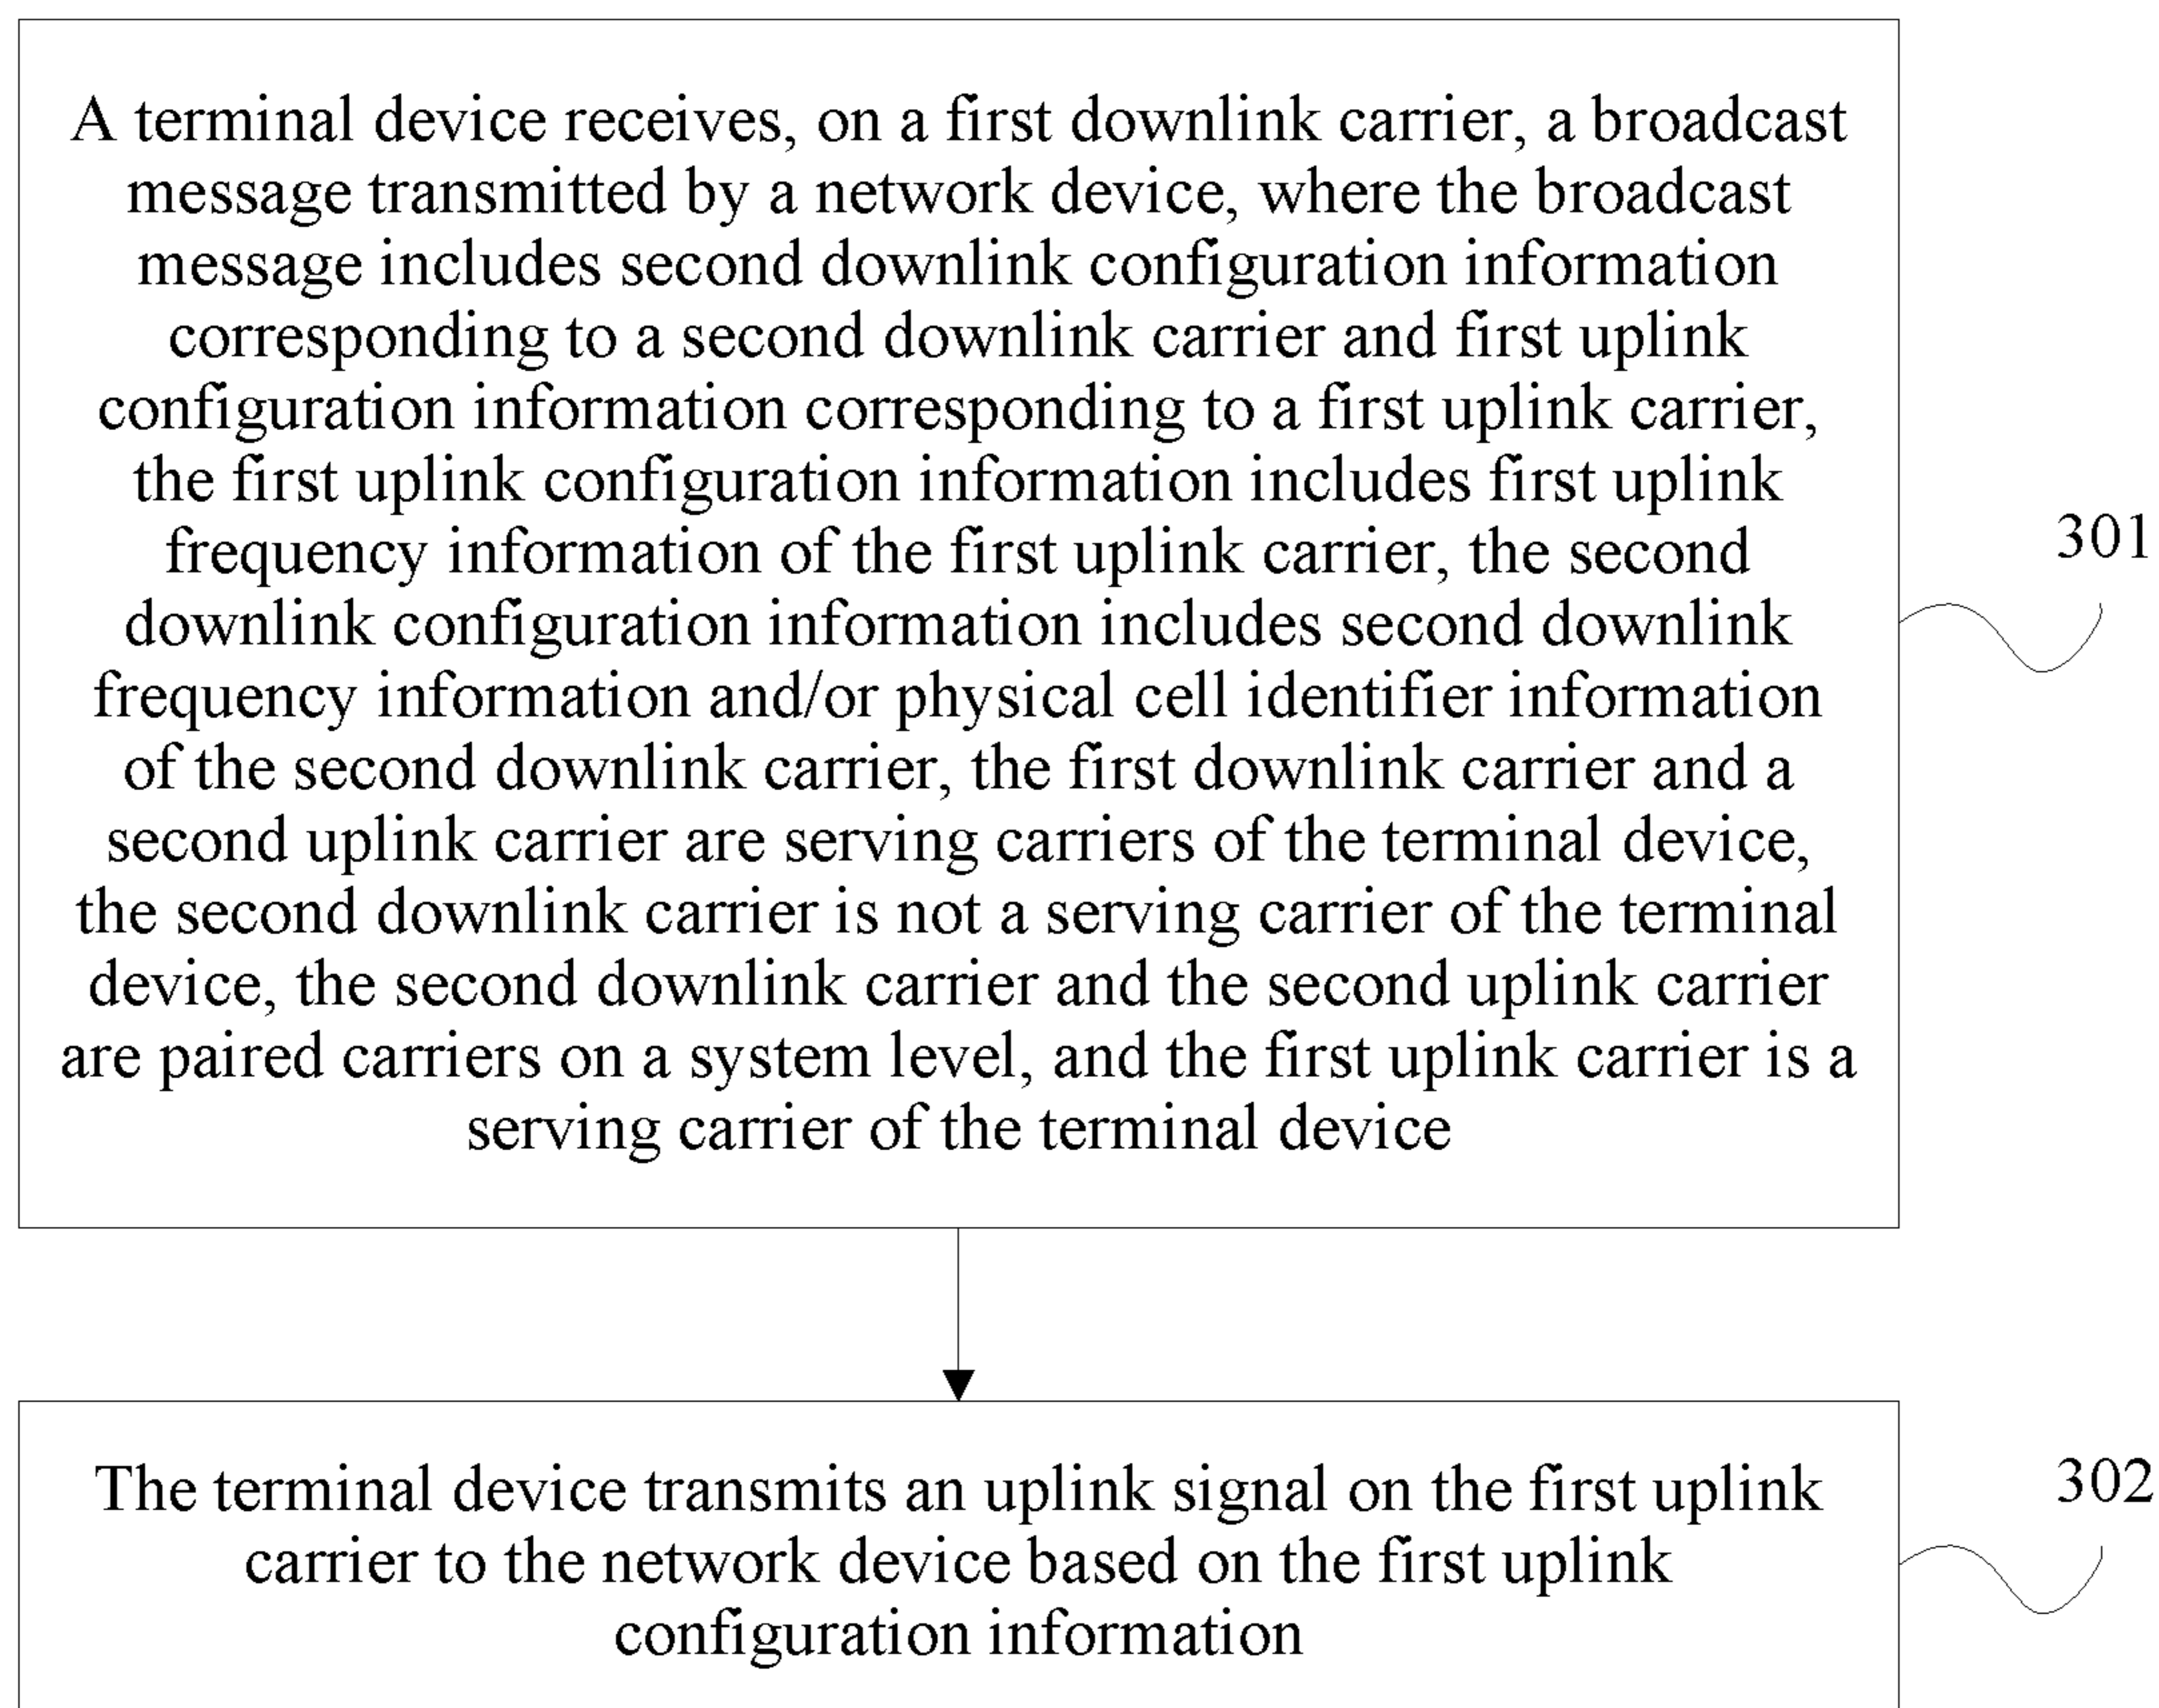 A terminal device receives, on a first downlink carrier, a broadcast
message transmitted by a network device, where the broadcast
message includes second downlink configuration information
corresponding to a second downlink carrier and first uplink
configuration information corresponding to a first uplink carrier,
the first uplink configuration information includes first uplink
frequency information of the first uplink carrier, the second
downlink configuration information includes second downlink
frequency information and/or physical cell identifier information
of the second downlink carrier, the first downlink carrier and a
second uplink carrier are serving carriers of the terminal device,
the second downlink carrier is not a serving carrier of the terminal
device, the second downlink carrier and the second uplink carrier
are paired carriers on a system level, and the first uplink carrier is a
serving carrier of the terminal device
301
The terminal device transmits an uplink signal on the first uplink
carrier to the network device based on the first uplink
configuration information
302